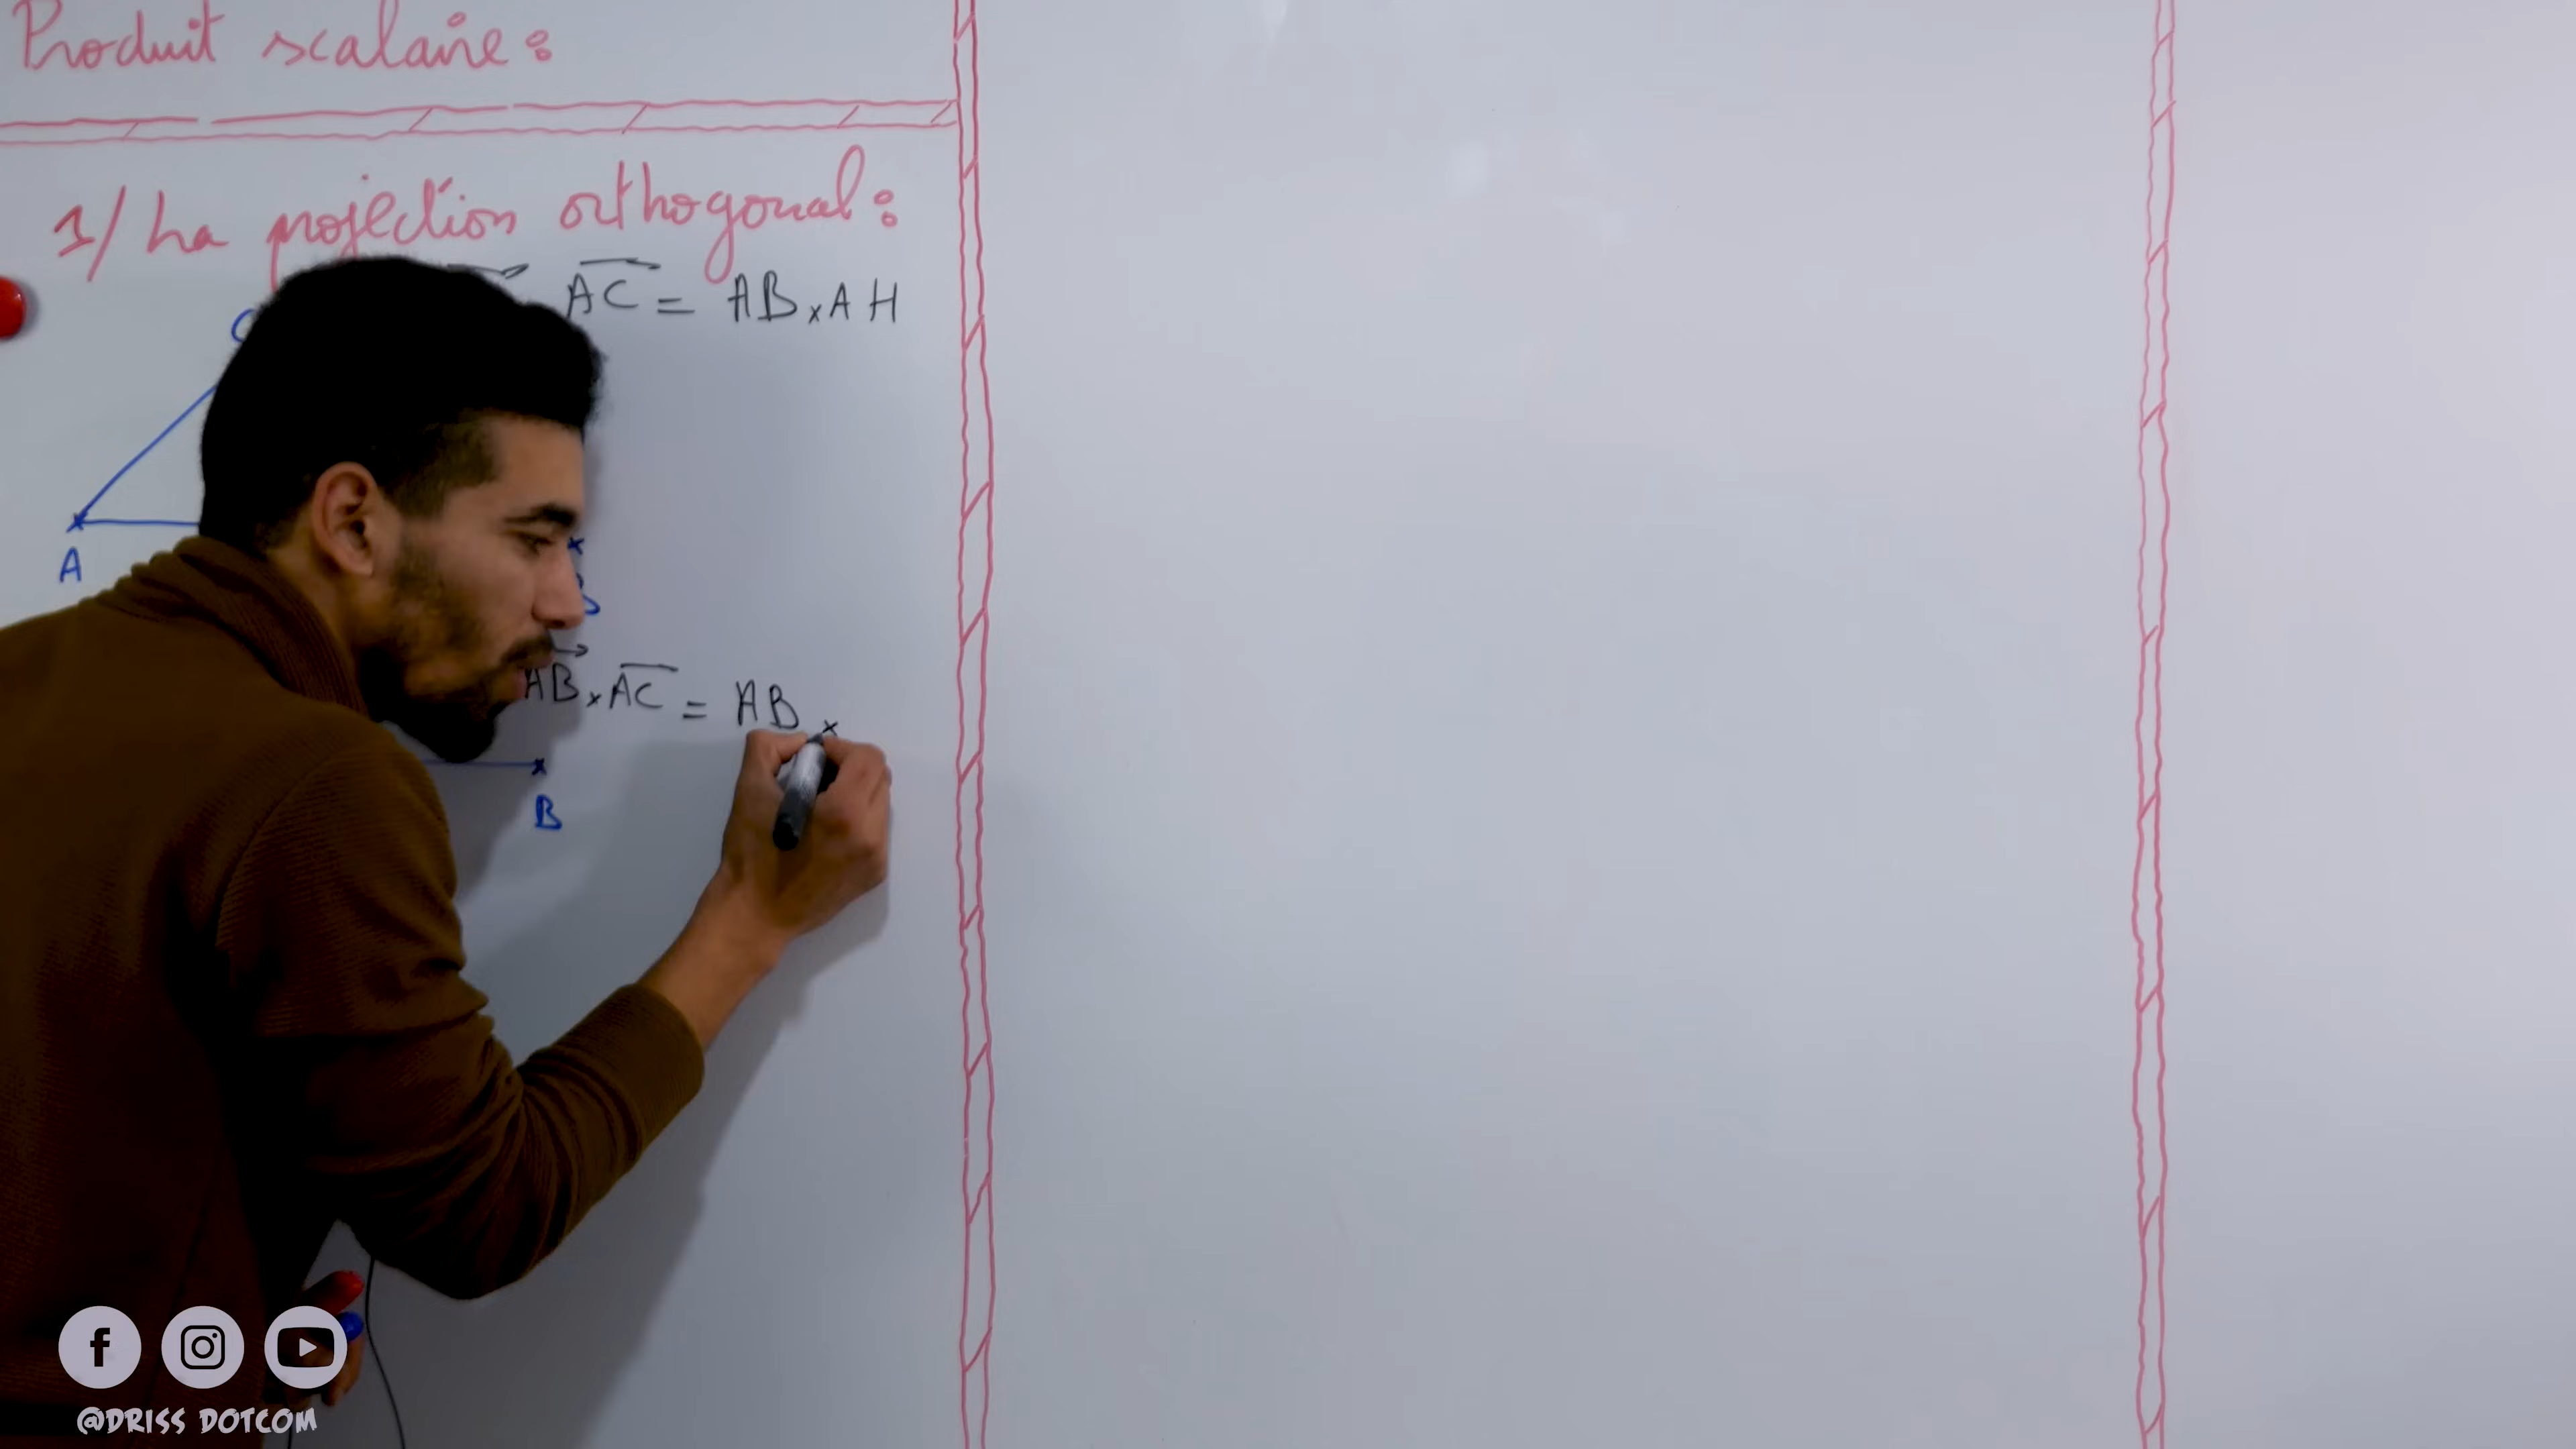 Produit scalaire :
1/ La projection orthogonal :
AC = AB x AH
A
AB x AC = AB x
B
@DRISS DOTCOM